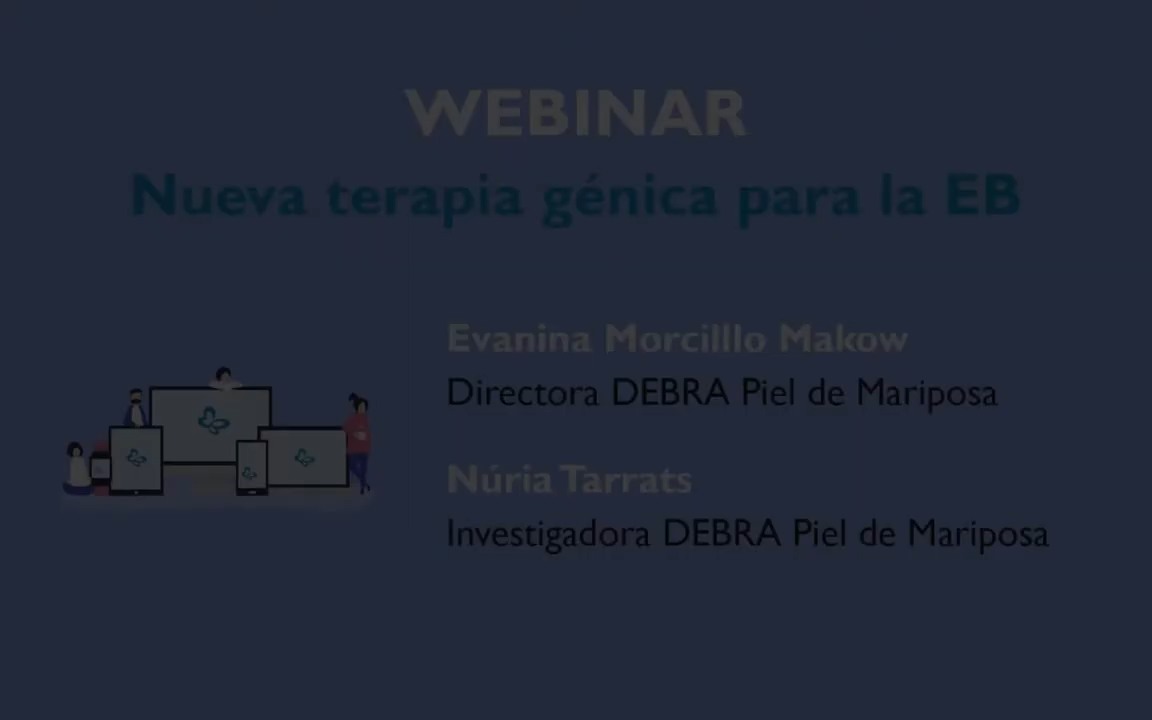 WEBINAR
Nueva terapia génica para la EB
Evanina Morcilllo Makow
Directora DEBRA Piel de Mariposa
Núria Tarrats
Investigadora DEBRA Piel de Mariposa